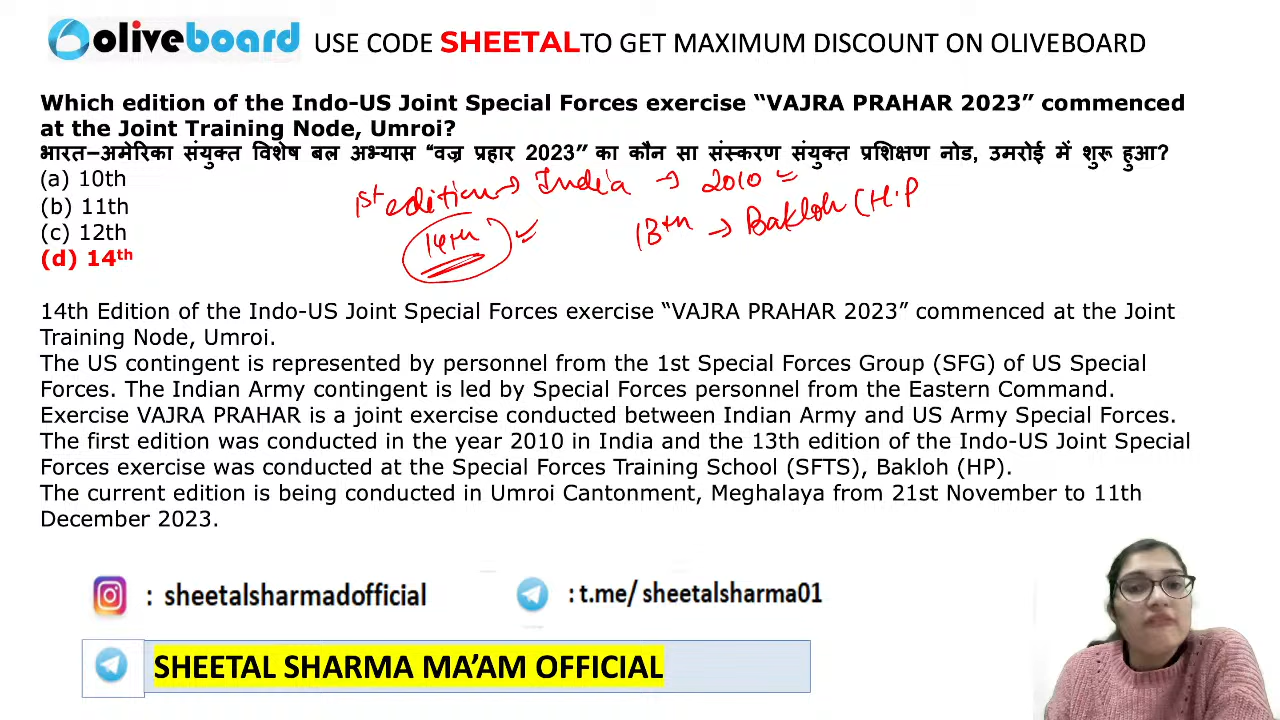 oliveboard USE CODE SHEETAL TO GET MAXIMUM DISCOUNT ON OLIVEBOARD
Which edition of the Indo-US Joint Special Forces exercise “VAJRA PRAHAR 2023” commenced
at the Joint Training Node, Umroi?
भारत–अमेरिका संयुक्त विशेष बल अभ्यास “वज्र प्रहार 2023” का कौन सा संस्करण संयुक्त प्रशिक्षण नोड, उमरोई में शुरू हुआ?
(a) 10th
1st edition → India → 2010
(b) 11th
13th → Bakloh (H.P
(c) 12th
14th
(d) 14th
14th Edition of the Indo-US Joint Special Forces exercise “VAJRA PRAHAR 2023” commenced at the Joint
Training Node, Umroi.
The US contingent is represented by personnel from the 1st Special Forces Group (SFG) of US Special
Forces. The Indian Army contingent is led by Special Forces personnel from the Eastern Command.
Exercise VAJRA PRAHAR is a joint exercise conducted between Indian Army and US Army Special Forces.
The first edition was conducted in the year 2010 in India and the 13th edition of the Indo-US Joint Special
Forces exercise was conducted at the Special Forces Training School (SFTS), Bakloh (HP).
The current edition is being conducted in Umroi Cantonment, Meghalaya from 21st November to 11th
December 2023.
: sheetalsharmadofficial
: t.me/ sheetalsharma01
SHEETAL SHARMA MA’AM OFFICIAL